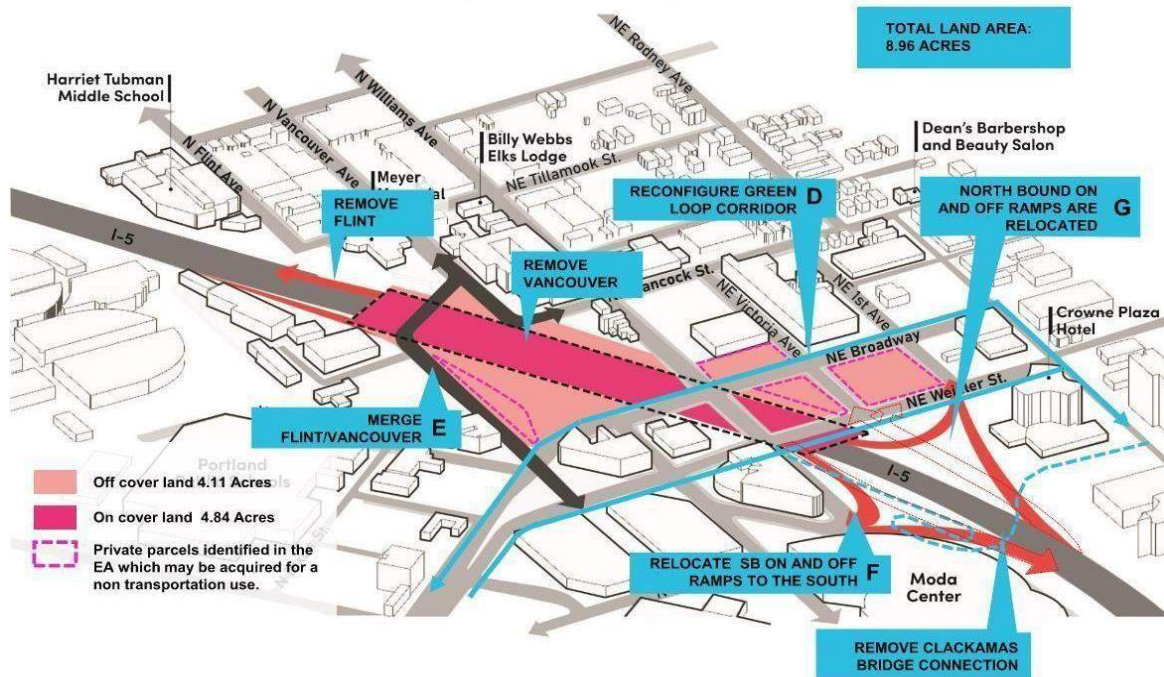 TOTAL LAND AREA:
8.96 ACRES
NE Rodney Ave
Harriet Tubman
Middle School
N Williams Ave
N Vancouver Ave
N Flint Ave
Billy Webbs
Elks Lodge
NE Tillamook St.
Dean's Barbershop
and Beauty Salon
Meyer
REMOVE
FLINT
RECONFIGURE GREEN
LOOP CORRIDOR
D
NORTH BOUND ON
AND OFF RAMPS ARE
RELOCATED
G
I-5
REMOVE
VANCOUVER
ancock St.
NE Victoria Ave
NE 1st Ave
NE Broadway
Crowne Plaza
Hotel
NE Weidler St.
MERGE
FLINT/VANCOUVER
E
Portland
Off cover land 4.11 Acres
On cover land 4.84 Acres
Private parcels identified in the
EA which may be acquired for a
non transportation use.
I-5
RELOCATE SB ON AND OFF
RAMPS TO THE SOUTH
F
Moda
Center
REMOVE CLACKAMAS
BRIDGE CONNECTION